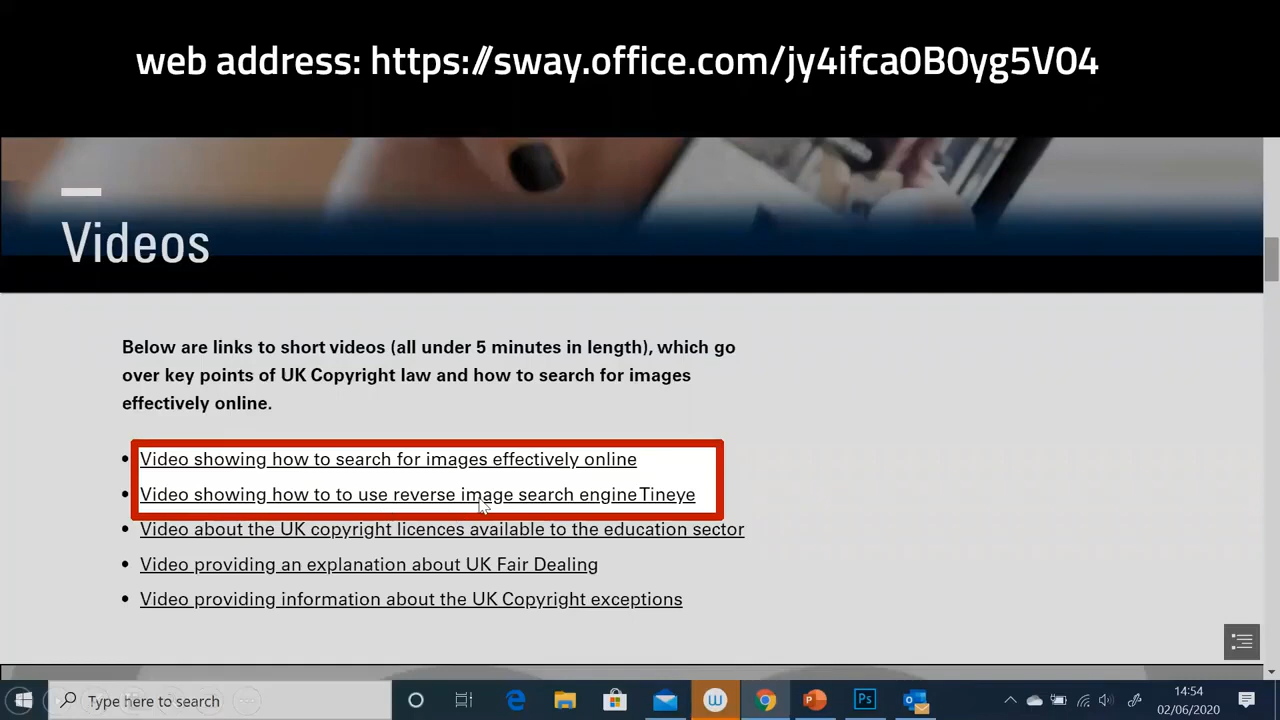 web address: https://sway.office.com/jy4ifca0B0yg5V04
Videos
Below are links to short videos (all under 5 minutes in length), which go
over key points of UK Copyright law and how to search for images
effectively online.
• Video showing how to search for images effectively online
• Video showing how to to use reverse image search engine Tineye
• Video about the UK copyright licences available to the education sector
• Video providing an explanation about UK Fair Dealing
• Video providing information about the UK Copyright exceptions
Type here to search
14:54
02/06/2020